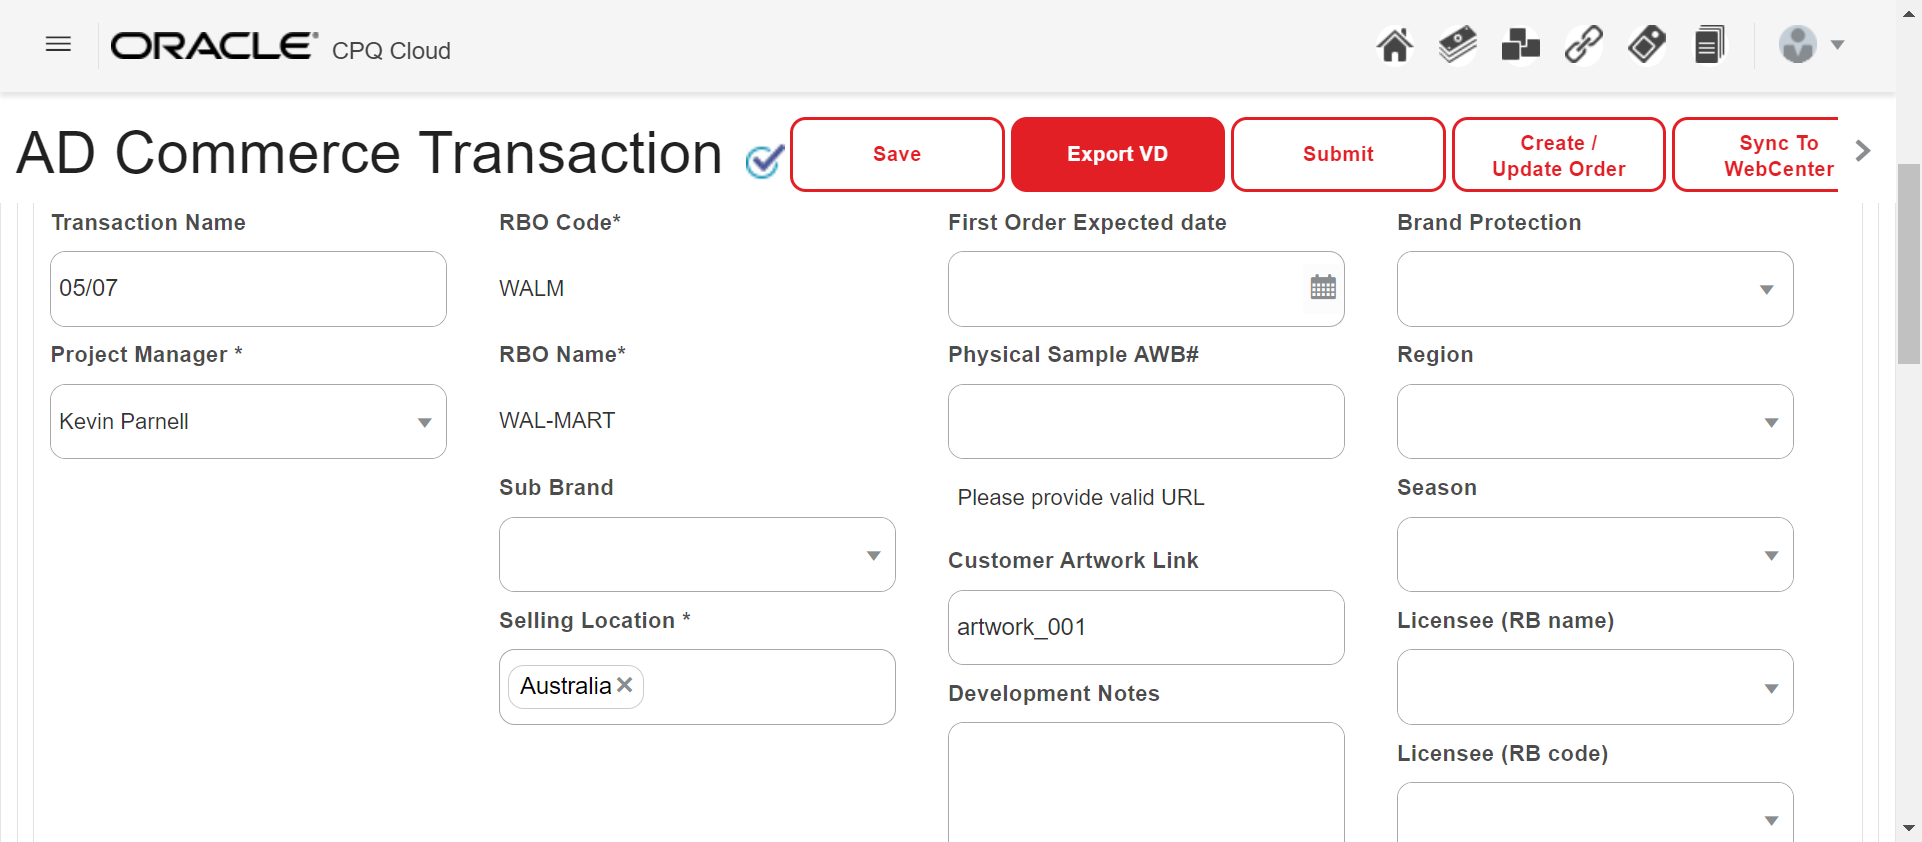 ORACLE® CPQ Cloud
AD Commerce Transaction
Save
Export VD
Submit
Create /
Update Order
Sync To
WebCenter
Transaction Name
05/07
Project Manager *
Kevin Parnell
RBO Code*
WALM
RBO Name*
WAL-MART
Sub Brand
Selling Location *
Australia
First Order Expected date
Physical Sample AWB#
Please provide valid URL
Customer Artwork Link
artwork_001
Development Notes
Brand Protection
Region
Season
Licensee (RB name)
Licensee (RB code)